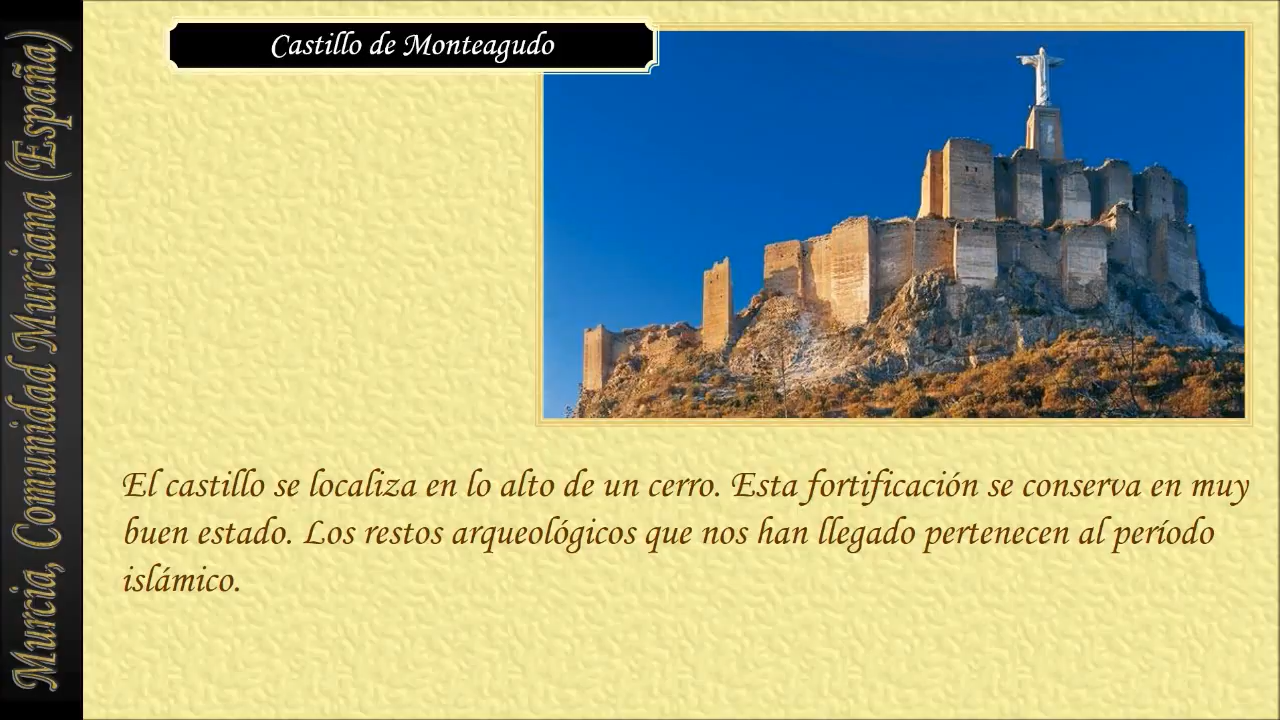 Castillo de Monteagudo
Murcia, Comunidad Murciana (España)
El castillo se localiza en lo alto de un cerro. Esta fortificación se conserva en muy
buen estado. Los restos arqueológicos que nos han llegado pertenecen al período
islámico.